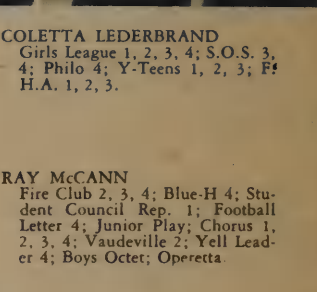 COLETTA LEDERBRAND
Girls League 1, 2, 3, 4; S.O.S. 3,
4; Philo 4; Y-Teens 1, 2, 3; F.
H.A. 1, 2, 3.
RAY McCANN
Fire Club 2, 3, 4; Blue-H 4; Stu-
dent Council Rep. 1; Football
Letter 4; Junior Play; Chorus 1,
2, 3, 4; Vaudeville 2; Yell Lead-
er 4; Boys Octet; Operetta.